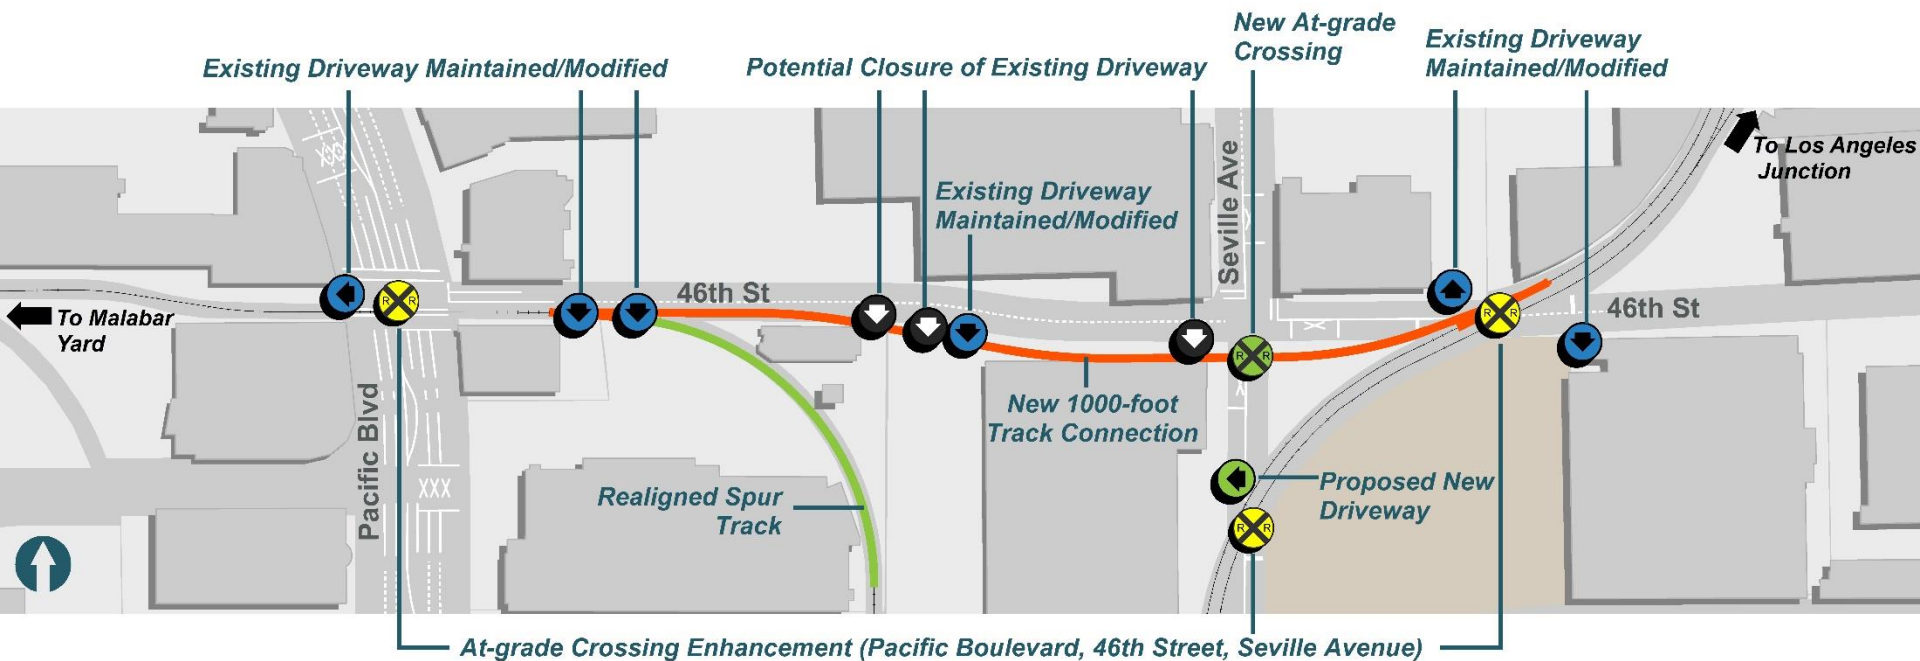 New At-grade
Crossing
Existing Driveway
Maintained/Modified
Existing Driveway Maintained/Modified
Potential Closure of Existing Driveway
To Los Angeles
Junction
Seville Ave
Existing Driveway
Maintained/Modified
46th St
46th St
To Malabar
Yard
R R
R R
R R
Pacific Blvd
New 1000-foot
Track Connection
Realigned Spur
Track
Proposed New
Driveway
R R
XXX
At-grade Crossing Enhancement (Pacific Boulevard, 46th Street, Seville Avenue)